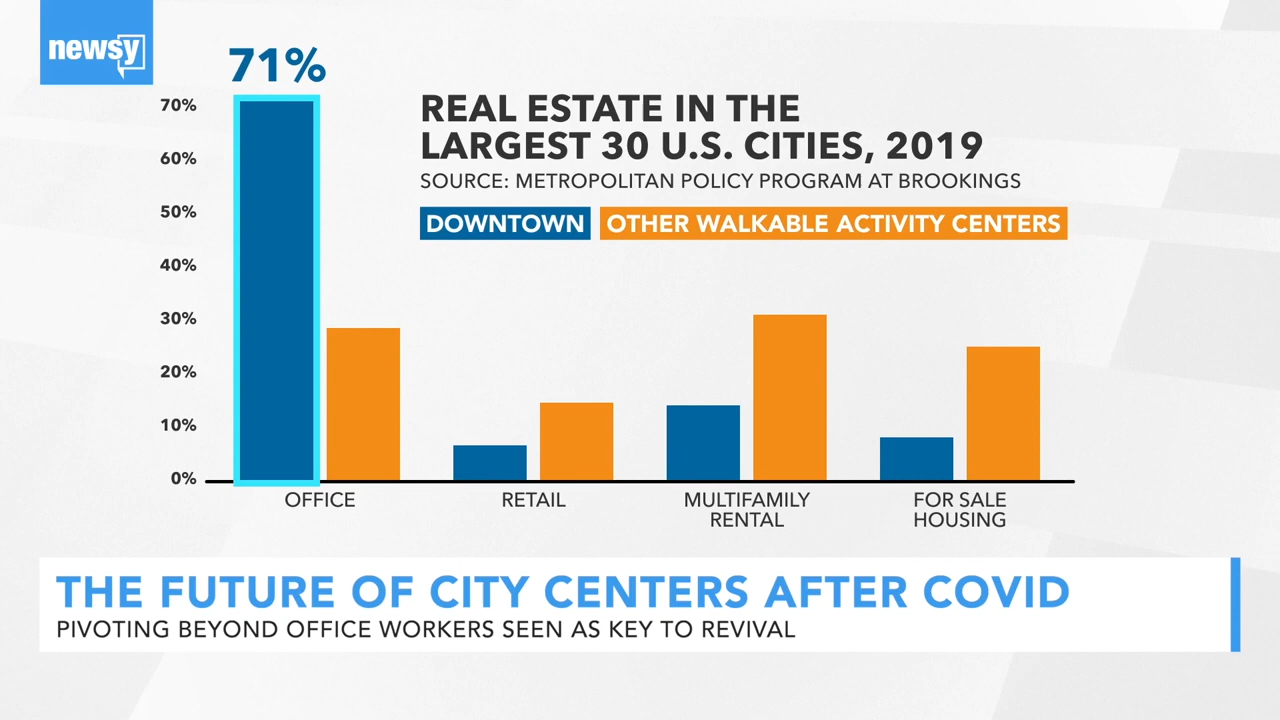 newsy
71%
REAL ESTATE IN THE
LARGEST 30 U.S. CITIES, 2019
SOURCE: METROPOLITAN POLICY PROGRAM AT BROOKINGS
DOWNTOWN OTHER WALKABLE ACTIVITY CENTERS
70%
60%
50%
40%
30%
20%
10%
0%
OFFICE
RETAIL
MULTIFAMILY
RENTAL
FOR SALE
HOUSING
THE FUTURE OF CITY CENTERS AFTER COVID
PIVOTING BEYOND OFFICE WORKERS SEEN AS KEY TO REVIVAL